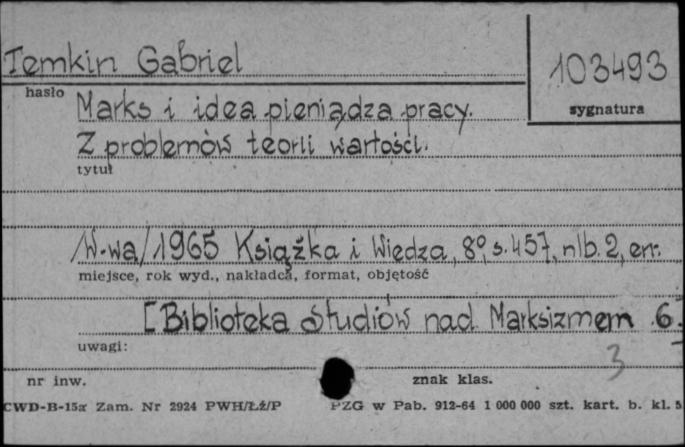 Temkin Gabriel
103493
hasło
sygnatura
Marks i idea pieniądza pracy.
Z problemów teorii wartości.
tytuł
/W-wa/1965 Książka i Wiedza, 8°, s. 457, nlb. 2, err.
miejsce, rok wyd., nakładca, format, objętość
[Biblioteka Studiów nad Marksizmem 6.
uwagi:
3
nr inw.
znak klas.
CWD-B-15a Zam. Nr 2924 PWH/Łź/P PZG w Pab. 912-64 1 000 000 szt. kart. b. kl. 5